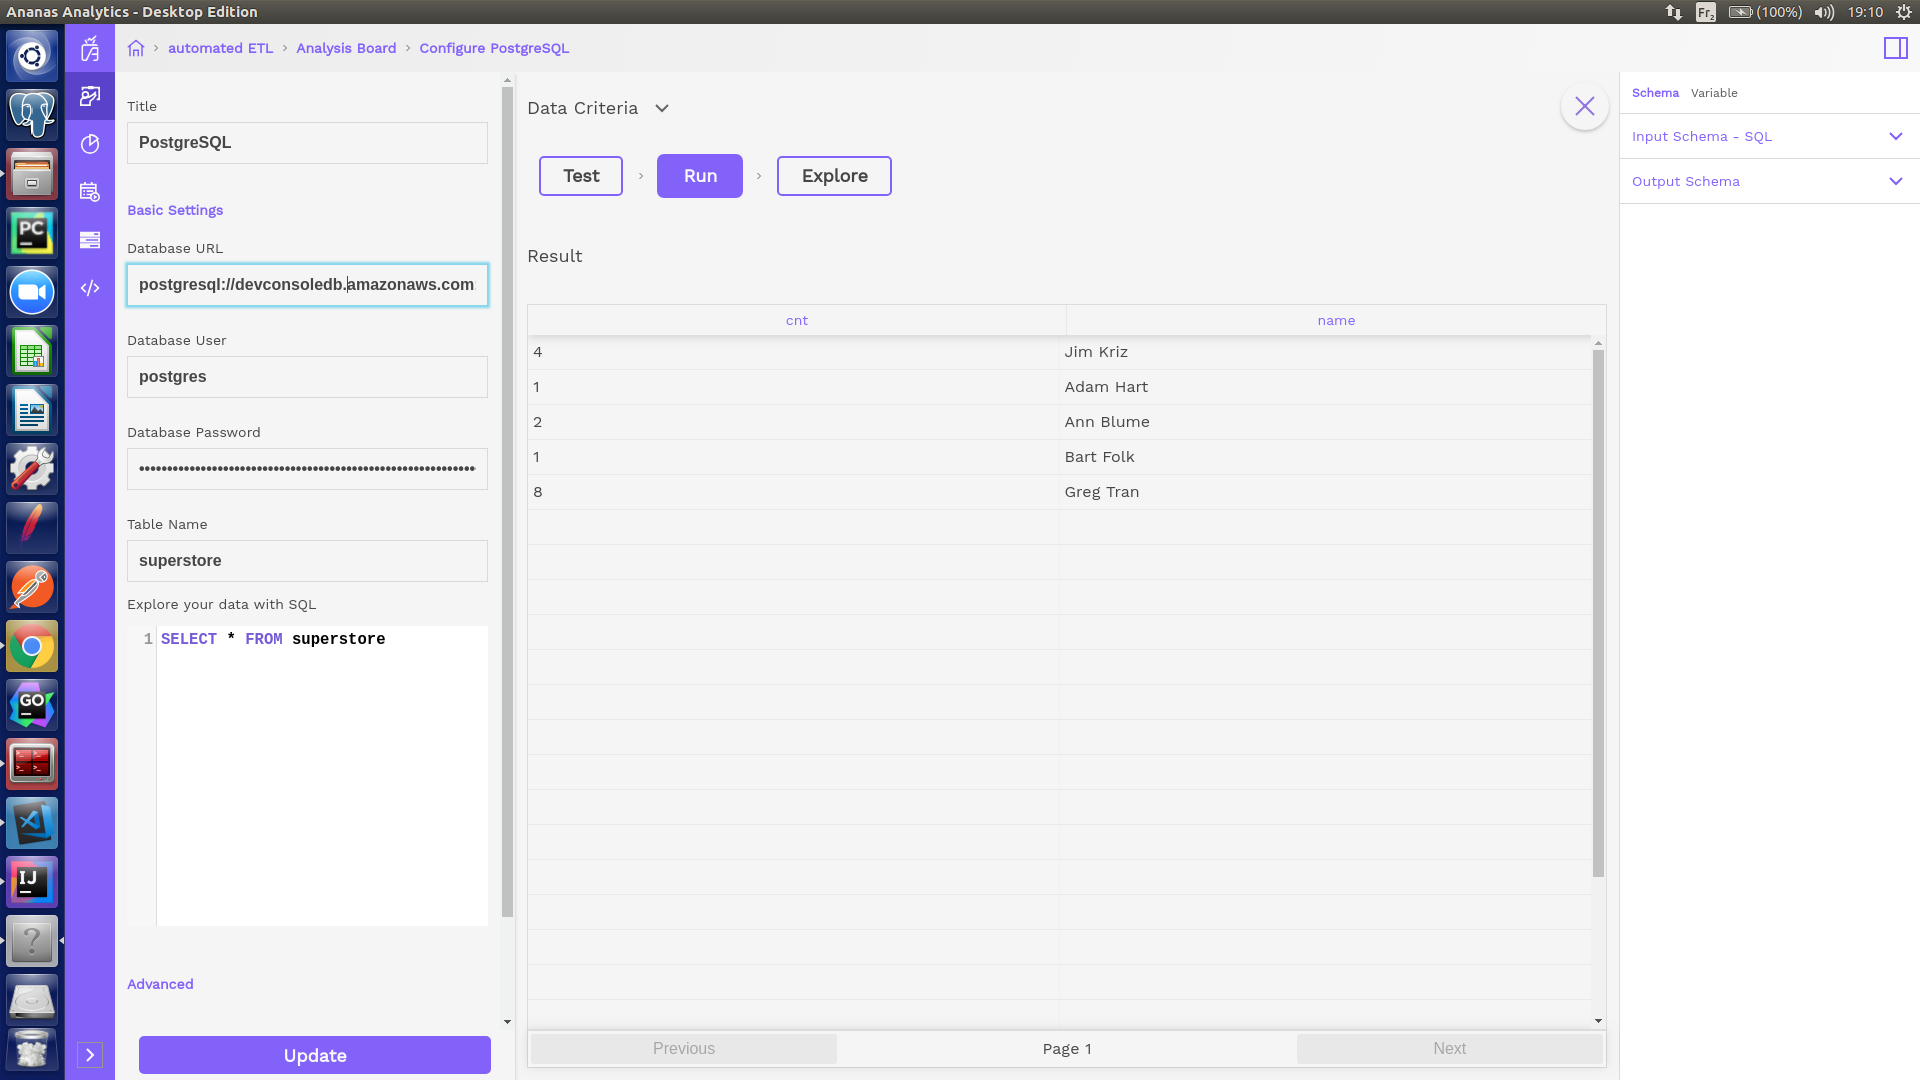 Ananas Analytics - Desktop Edition
Fr2 (100%) 19:10
automated ETL › Analysis Board › Configure PostgreSQL
Title
PostgreSQL
Basic Settings
Database URL
postgresql://devconsoledb.amazonaws.com
Database User
postgres
Database Password
Table Name
superstore
Explore your data with SQL
1 SELECT * FROM superstore
Advanced
Update
Data Criteria
Test › Run › Explore
Result
cnt name
4 Jim Kriz
1 Adam Hart
2 Ann Blume
1 Bart Folk
8 Greg Tran
Previous Page 1 Next
Schema Variable
Input Schema - SQL
Output Schema
PC
GO
IJ
?